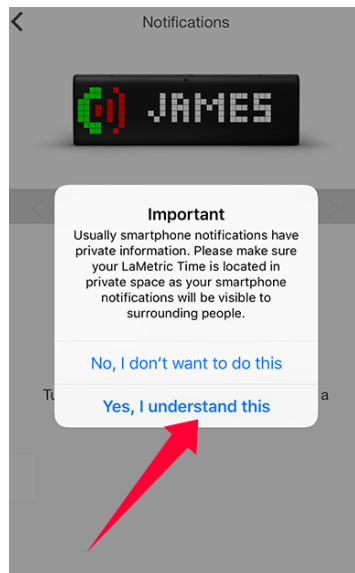 Notifications
JAMES
Important
Usually smartphone notifications have
private information. Please make sure
your LaMetric Time is located in
private space as your smartphone
notifications will be visible to
surrounding people.
No, I don't want to do this
Tu a
Yes, I understand this